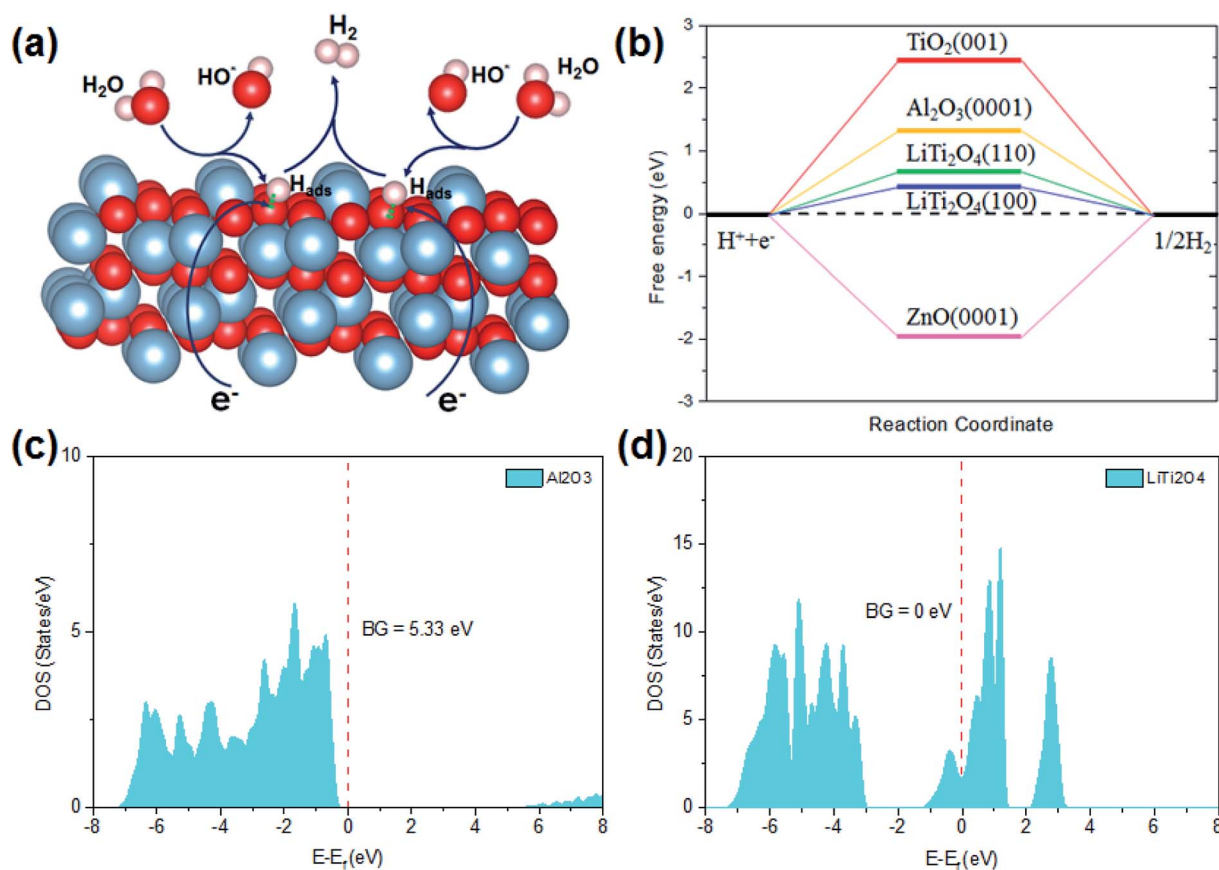 (a)
H₂
H₂O
HO⁻
HO⁻
H₂O
Hads
Hads
e⁻
e⁻
(b)
3
2
1
0
-1
-2
-3
Free energy (eV)
TiO₂(001)
Al₂O₃(0001)
LiTi₂O₄(110)
LiTi₂O₄(100)
H⁺+e⁻
1/2H₂
ZnO(0001)
Reaction Coordinate
(c)
10
5
0
DOS (States/eV)
Al2O3
BG = 5.33 eV
-8 -6 -4 -2 0 2 4 6 8
E-Ef(eV)
(d)
20
15
10
5
0
DOS (States/eV)
LiTi2O4
BG = 0 eV
-8 -6 -4 -2 0 2 4 6 8
E-Ef(eV)